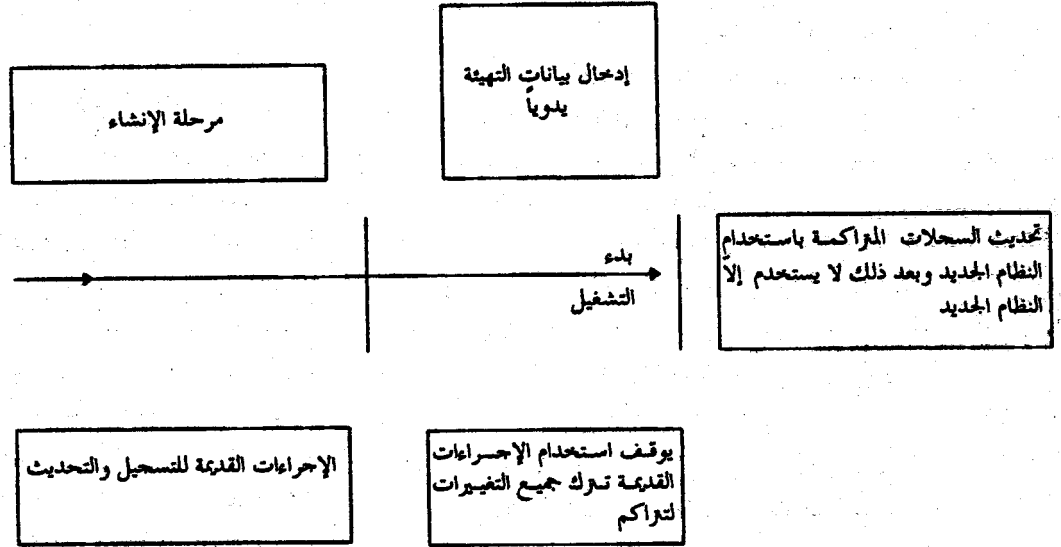 إدخال بيانات التهيئة
يدوياً
مرحلة الإنشاء
تحديث السجلات المتراكمة باستخدام
النظام الجديد وبعد ذلك لا يستخدم إلاّ
النظام الجديد
بدء
التشغيل
يوقف استخدام الإجراءات
القديمة تترك جميع التغييرات
لتتراكم
الإجراءات القديمة للتسجيل والتحديث